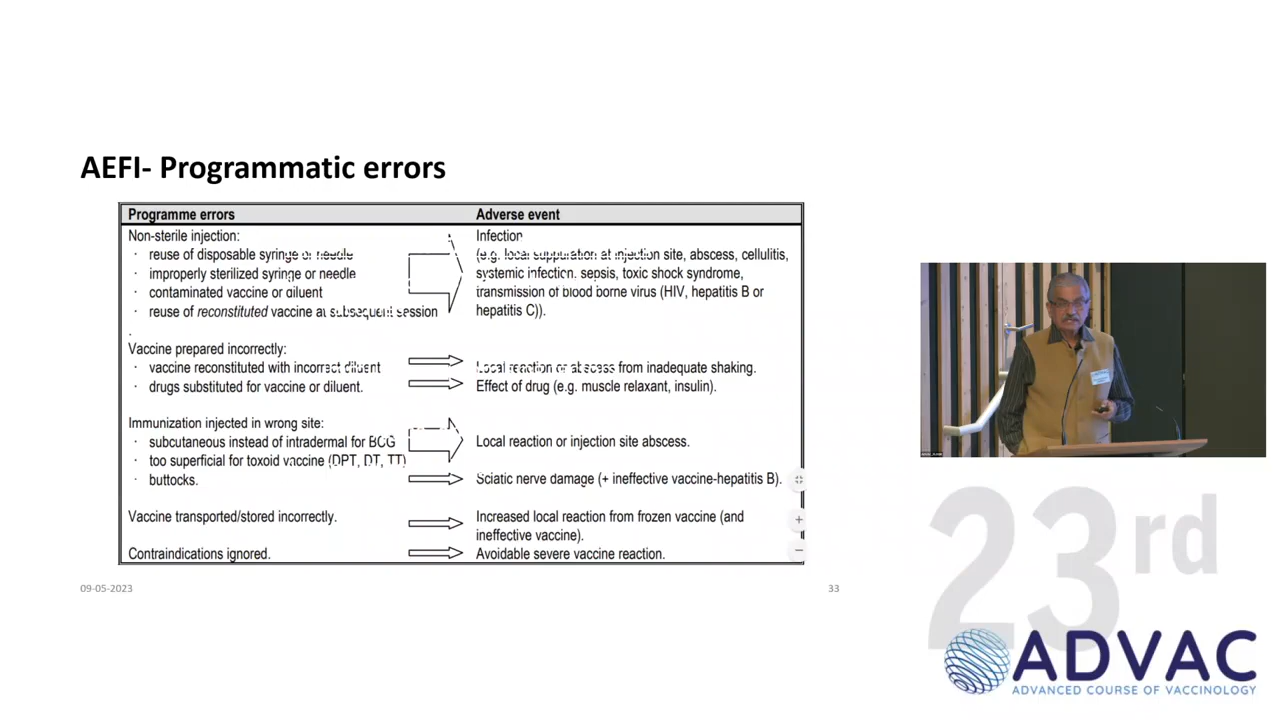 AEFI- Programmatic errors
Programme errors
Adverse event
Non-sterile injection:
· reuse of disposable syringe or needle
· improperly sterilized syringe or needle
· contaminated vaccine or diluent
· reuse of reconstituted vaccine at subsequent session
.
Infection
(e.g. local suppuration at injection site, abscess, cellulitis,
systemic infection, sepsis, toxic shock syndrome,
transmission of blood borne virus (HIV, hepatitis B or
hepatitis C)).
Vaccine prepared incorrectly:
· vaccine reconstituted with incorrect diluent
· drugs substituted for vaccine or diluent.
Local reaction or abscess from inadequate shaking.
Effect of drug (e.g. muscle relaxant, insulin).
Immunization injected in wrong site:
· subcutaneous instead of intradermal for BCG
· too superficial for toxoid vaccine (DPT, DT, TT)
· buttocks.
Local reaction or injection site abscess.
Sciatic nerve damage (+ ineffective vaccine-hepatitis B).
Vaccine transported/stored incorrectly.
Increased local reaction from frozen vaccine (and
ineffective vaccine).
Contraindications ignored.
Avoidable severe vaccine reaction.
09-05-2023
33
23rd
ADVAC
ADVANCED COURSE OF VACCINOLOGY